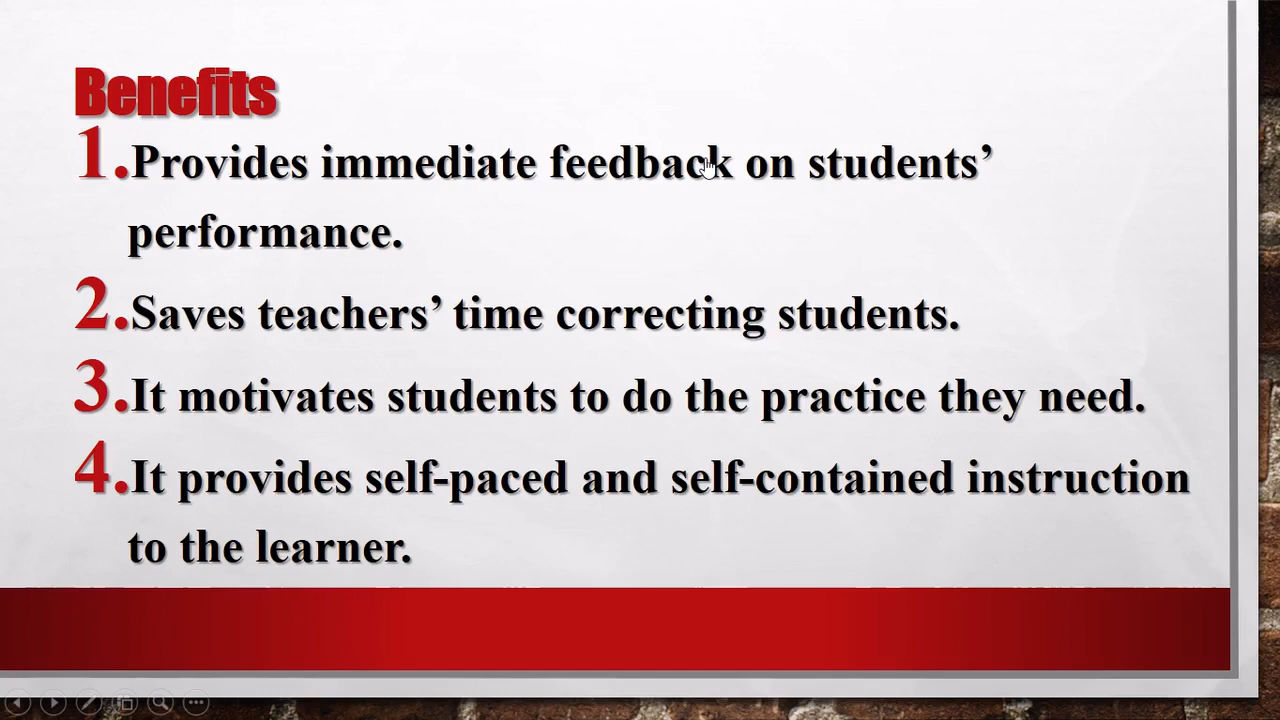 Benefits
1.Provides immediate feedback on students’
performance.
2.Saves teachers’ time correcting students.
3.It motivates students to do the practice they need.
4.It provides self-paced and self-contained instruction
to the learner.